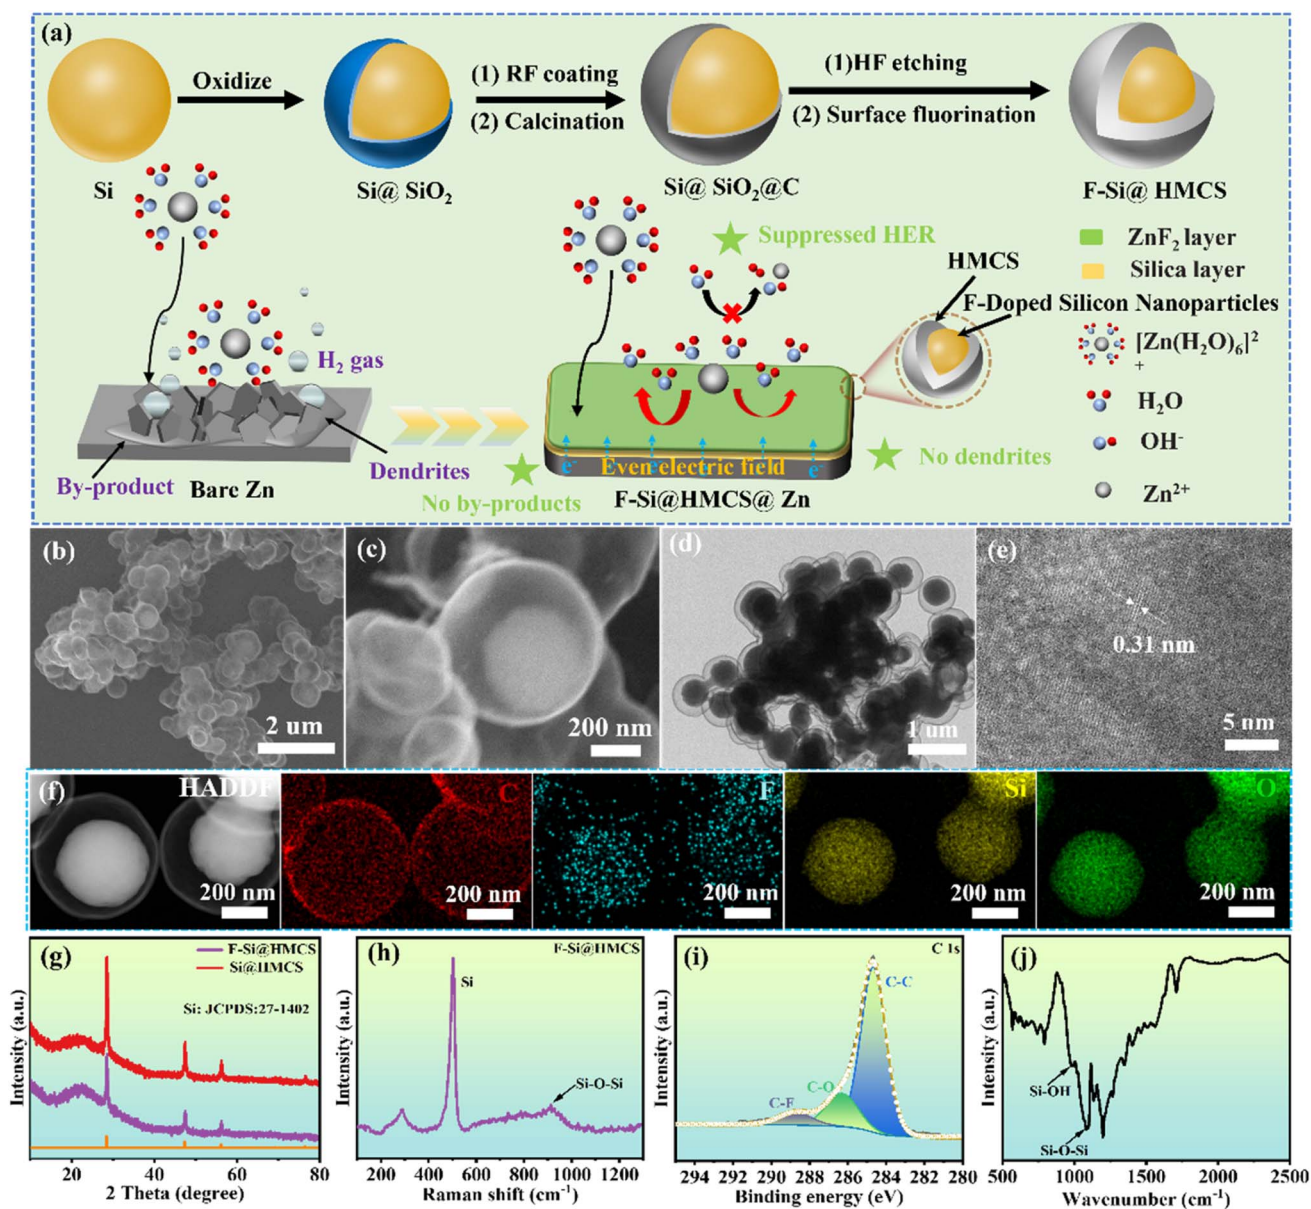 (a)
Oxidize
(1) RF coating
(2) Calcination
(1)HF etching
(2) Surface fluorination
Si
Si@ SiO2
Si@ SiO2@C
F-Si@ HMCS
Suppressed HER
ZnF2 layer
Silica layer
HMCS
F-Doped Silicon Nanoparticles
[Zn(H2O)6]2
+
H2 gas
H2O
OH-
Zn2+
Dendrites
By-product
Bare Zn
No by-products
e-
Even electric field
e
e-
F-Si@HMCS@ Zn
No dendrites
(b)
2 um
(c)
200 nm
(d)
1 um
(e)
0.31 nm
5 nm
(f)
HADDF
200 nm
C
200 nm
F
200 nm
Si
200 nm
O
200 nm
(g)
F-Si@HMCS
Si@HMCS
Si: JCPDS:27-1402
Intensity (a.u.)
20 40 60 80
2 Theta (degree)
(h)
F-Si@HMCS
Si
Si-O-Si
Intensity (a.u.)
200 400 600 800 1000 1200
Raman shift (cm-1)
(i)
C 1s
C-C
C-O
C-F
Intensity (a.u.)
294 292 290 288 286 284 282 280
Binding energy (eV)
(j)
Si-OH
Si-O-Si
Intensity (a.u.)
500 1000 1500 2000 2500
Wavenumber (cm-1)